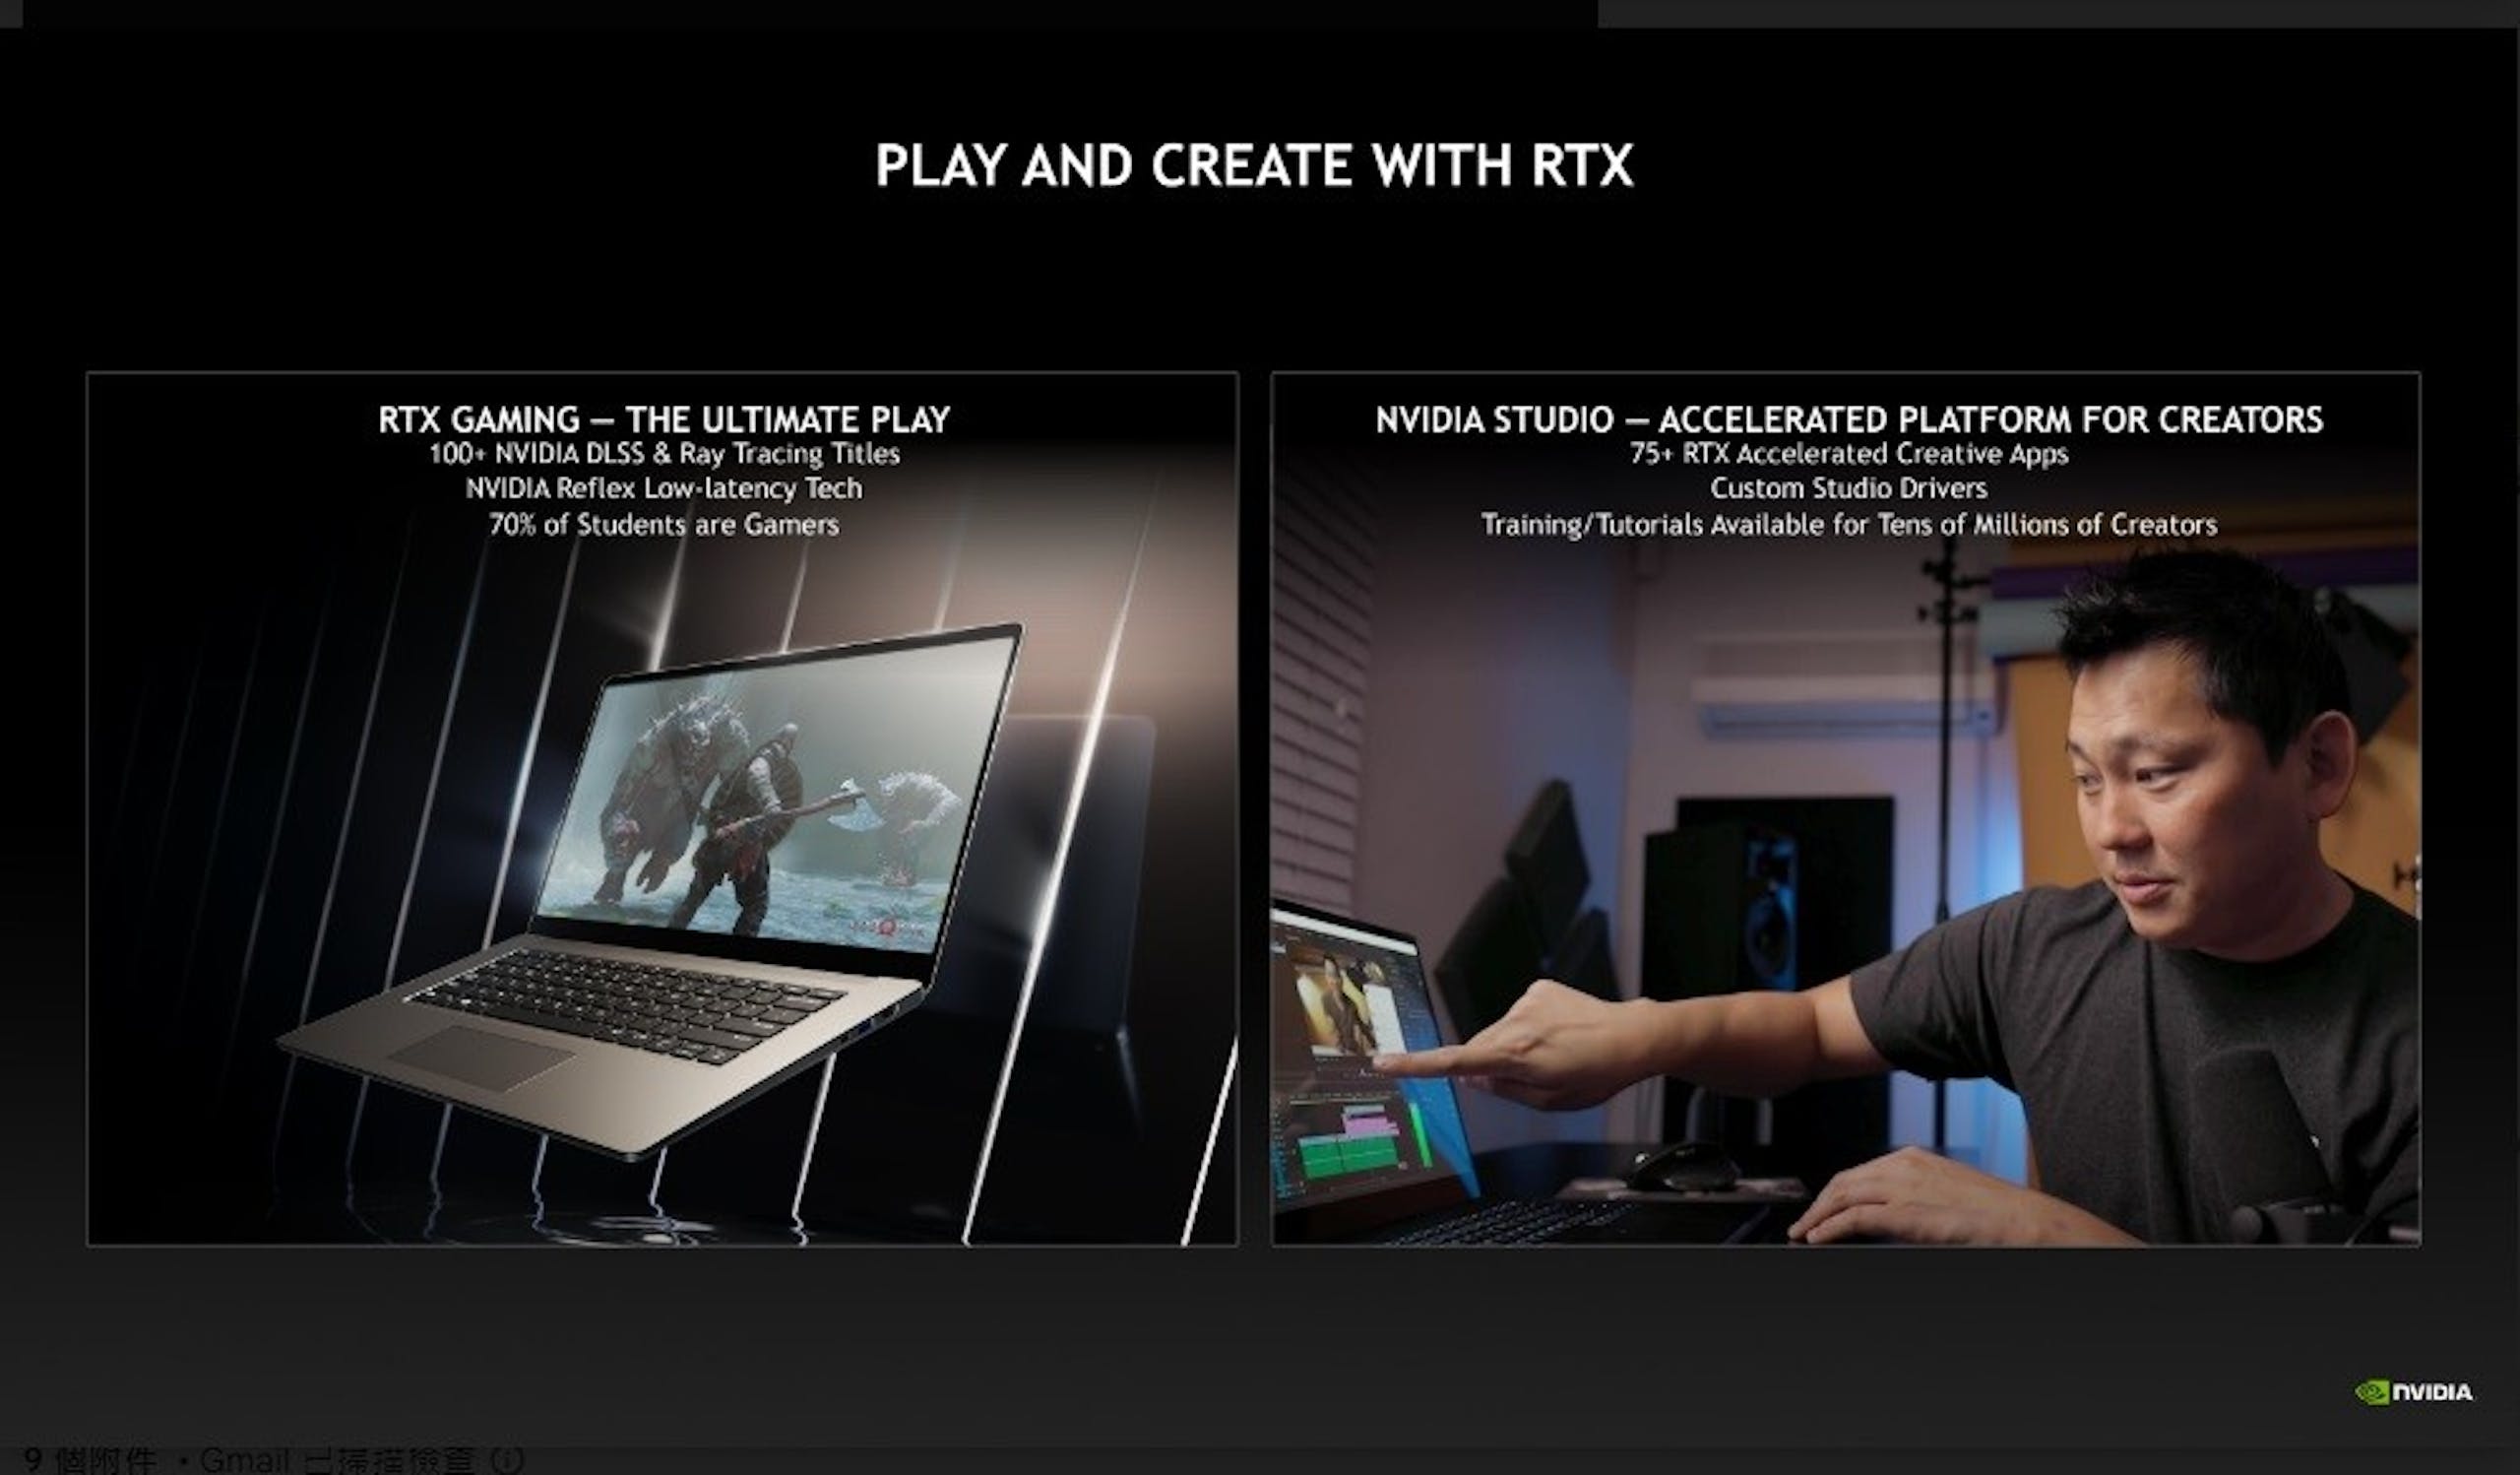 PLAY AND CREATE WITH RTX
RTX GAMING — THE ULTIMATE PLAY
100+ NVIDIA DLSS & Ray Tracing Titles
NVIDIA Reflex Low-latency Tech
70% of Students are Gamers
NVIDIA STUDIO — ACCELERATED PLATFORM FOR CREATORS
75+ RTX Accelerated Creative Apps
Custom Studio Drivers
Training/Tutorials Available for Tens of Millions of Creators
NVIDIA
9 個附件 • Gmail 已掃描檢查